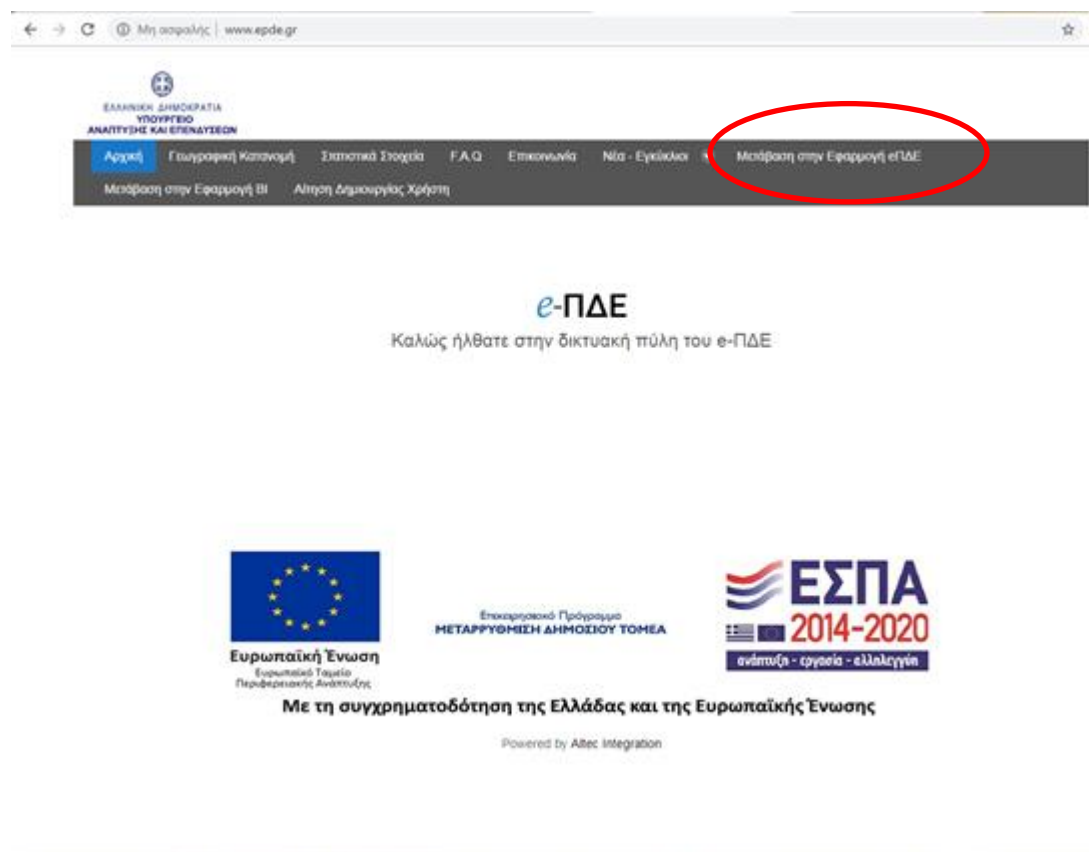 Μη ασφαλής | www.epde.gr
ΕΛΛΗΝΙΚΗ ΔΗΜΟΚΡΑΤΙΑ
ΥΠΟΥΡΓΕΙΟ
ΑΝΑΠΤΥΞΗΣ ΚΑΙ ΕΠΕΝΔΥΣΕΩΝ
Αρχική Γεωγραφική Κατανομή Στατιστικά Στοιχεία F.A.Q Επικοινωνία Νέα - Εγκύκλιοι Μετάβαση στην Εφαρμογή eΠΔΕ
Μετάβαση στην Εφαρμογή BI Αίτηση Δημιουργίας Χρήστη
e-ΠΔΕ
Καλώς ήλθατε στην δικτυακή πύλη του e-ΠΔΕ
Ευρωπαϊκή Ένωση
Ευρωπαϊκό Ταμείο
Περιφερειακής Ανάπτυξης
Επιχειρησιακό Πρόγραμμα
ΜΕΤΑΡΡΥΘΜΙΣΗ ΔΗΜΟΣΙΟΥ ΤΟΜΕΑ
ΕΣΠΑ
2014-2020
ανάπτυξη - εργασία - αλληλεγγύη
Με τη συγχρηματοδότηση της Ελλάδας και της Ευρωπαϊκής Ένωσης
Powered by Altec Integration